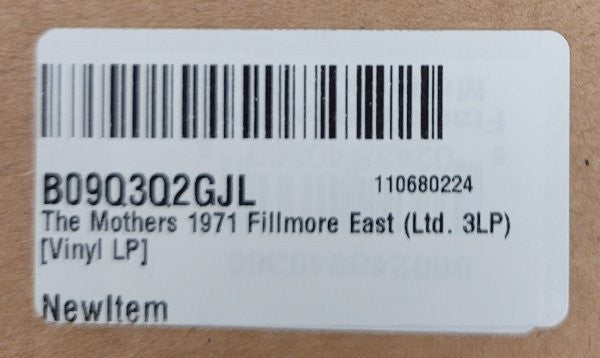 B09Q3Q2GJL 110680224
The Mothers 1971 Fillmore East (Ltd. 3LP)
[Vinyl LP]
NewItem